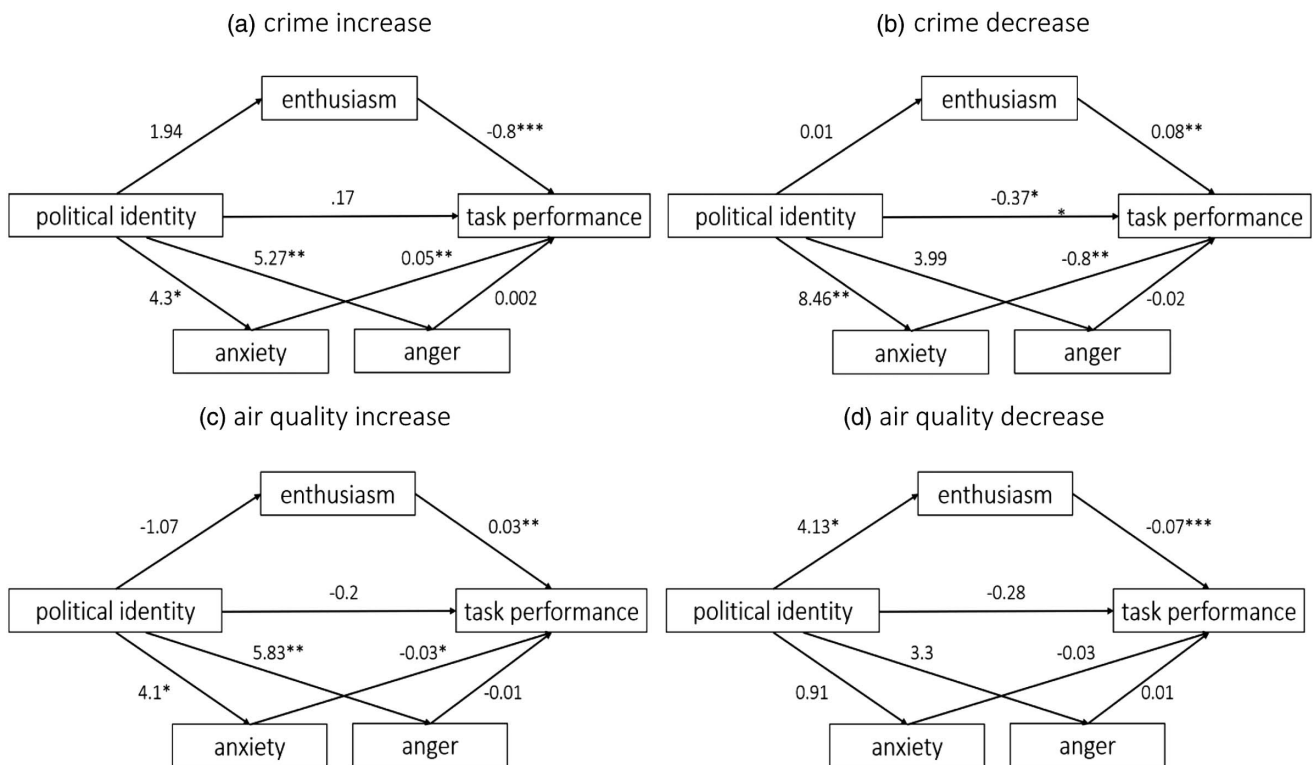 (a) crime increase
enthusiasm
1.94
-0.8***
political identity
.17
task performance
5.27**
0.05**
4.3*
0.002
anxiety
anger
(b) crime decrease
enthusiasm
0.01
0.08**
political identity
-0.37*
*
task performance
3.99
-0.8**
8.46**
-0.02
anxiety
anger
(c) air quality increase
enthusiasm
-1.07
0.03**
political identity
-0.2
task performance
5.83**
-0.03*
4.1*
-0.01
anxiety
anger
(d) air quality decrease
enthusiasm
4.13*
-0.07***
political identity
-0.28
task performance
3.3
-0.03
0.91
0.01
anxiety
anger